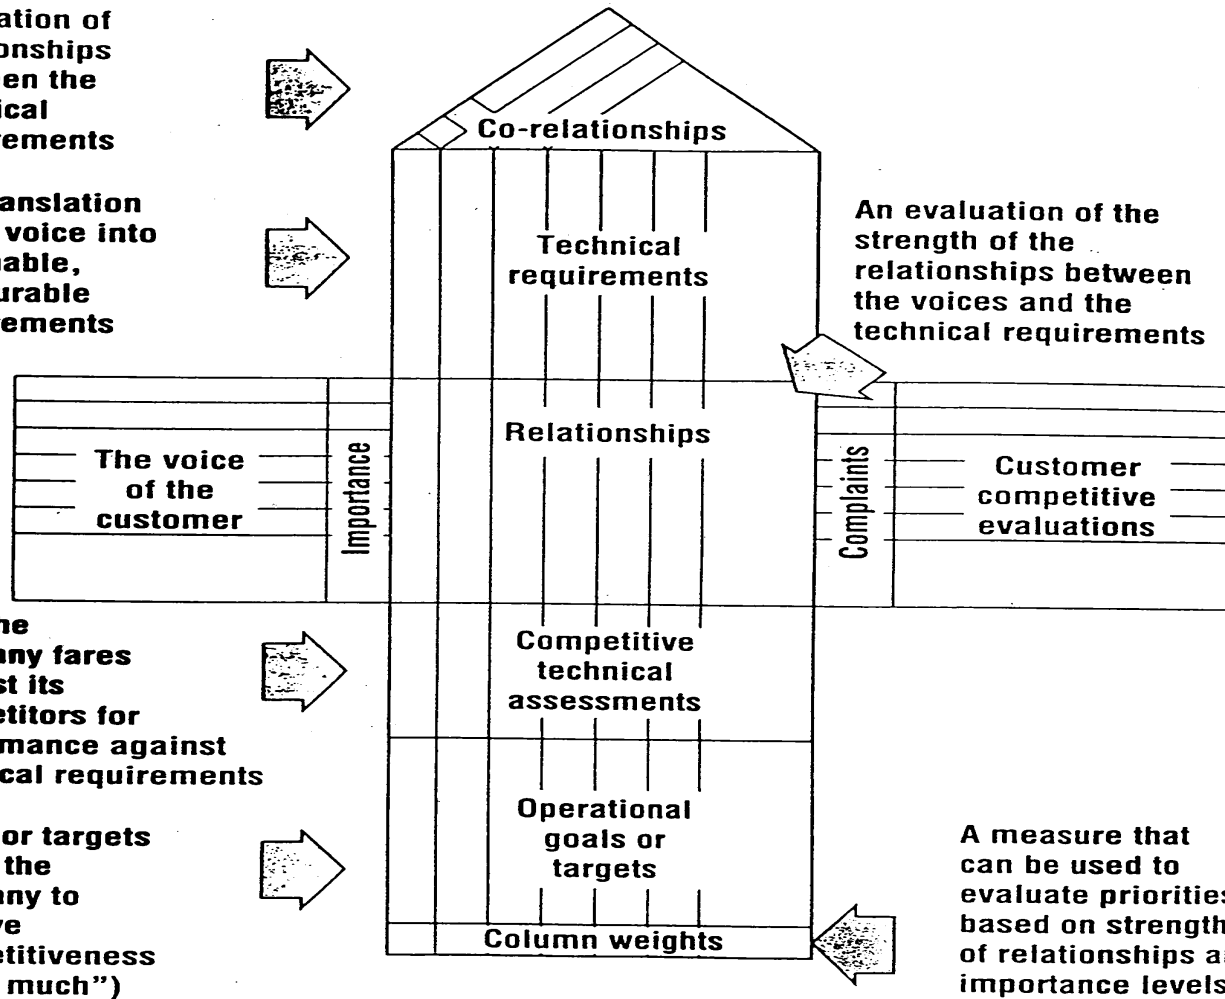 ation of
onships
en the
ical
rements
anslation
voice into
able,
urable
rements
Co-relationships
Technical
requirements
An evaluation of the
strength of the
relationships between
the voices and the
technical requirements
The voice
of the
customer
Importance
Relationships
Complaints
Customer
competitive
evaluations
ne
any fares
st its
etitors for
mance against
cal requirements
Competitive
technical
assessments
or targets
the
any to
ve
etitiveness
much”)
Operational
goals or
targets
Column weights
A measure that
can be used to
evaluate priorities
based on strength
of relationships a
importance levels